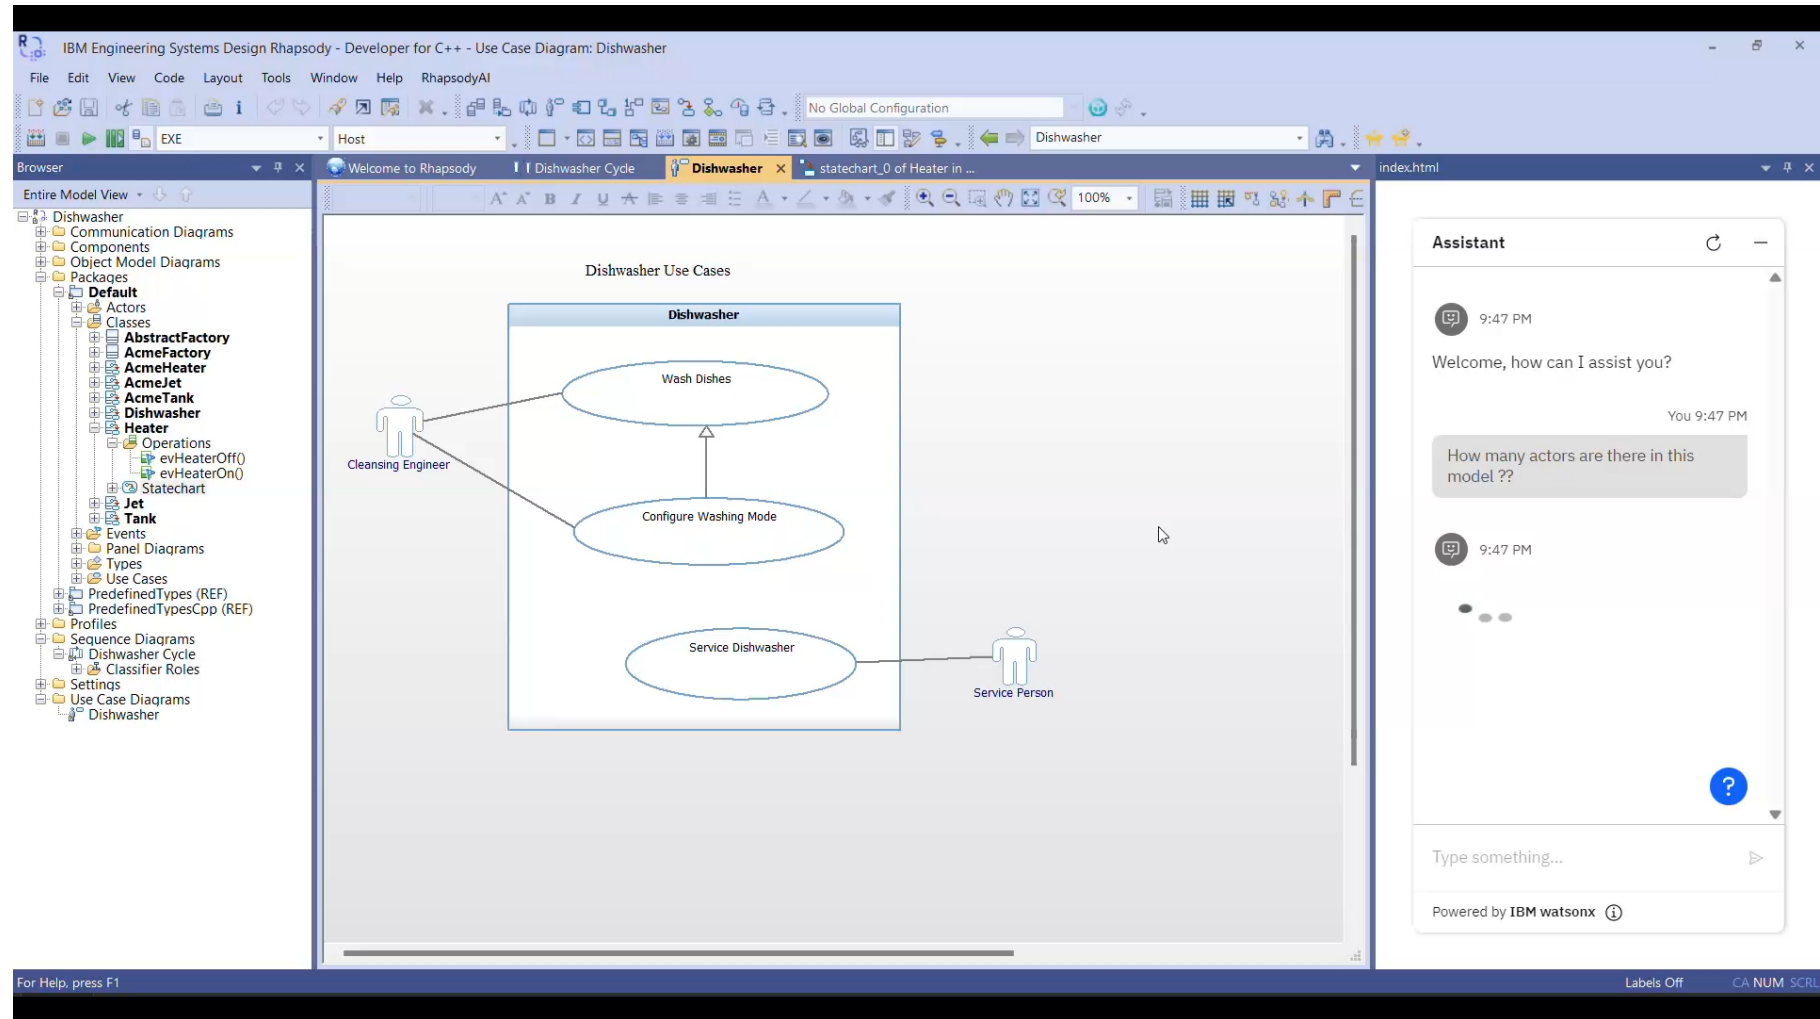 IBM Engineering Systems Design Rhapsody - Developer for C++ - Use Case Diagram: Dishwasher
File Edit View Code Layout Tools Window Help RhapsodyAI
No Global Configuration
EXE Host Dishwasher
Browser
Welcome to Rhapsody Dishwasher Cycle Dishwasher statechart_0 of Heater in ...
index.html
Entire Model View
100%
Dishwasher
Communication Diagrams
Components
Object Model Diagrams
Packages
Default
Actors
Classes
AbstractFactory
AcmeFactory
AcmeHeater
AcmeJet
AcmeTank
Dishwasher
Heater
Operations
evHeaterOff()
evHeaterOn()
Statechart
Jet
Tank
Events
Panel Diagrams
Types
Use Cases
PredefinedTypes (REF)
PredefinedTypesCpp (REF)
Profiles
Sequence Diagrams
Dishwasher Cycle
Classifier Roles
Settings
Use Case Diagrams
Dishwasher
Dishwasher Use Cases
Dishwasher
Wash Dishes
Cleansing Engineer
Configure Washing Mode
Service Dishwasher
Service Person
Assistant
9:47 PM
Welcome, how can I assist you?
You 9:47 PM
How many actors are there in this
model ??
9:47 PM
Type something...
Powered by IBM watsonx
For Help, press F1
Labels Off CA NUM SCRL